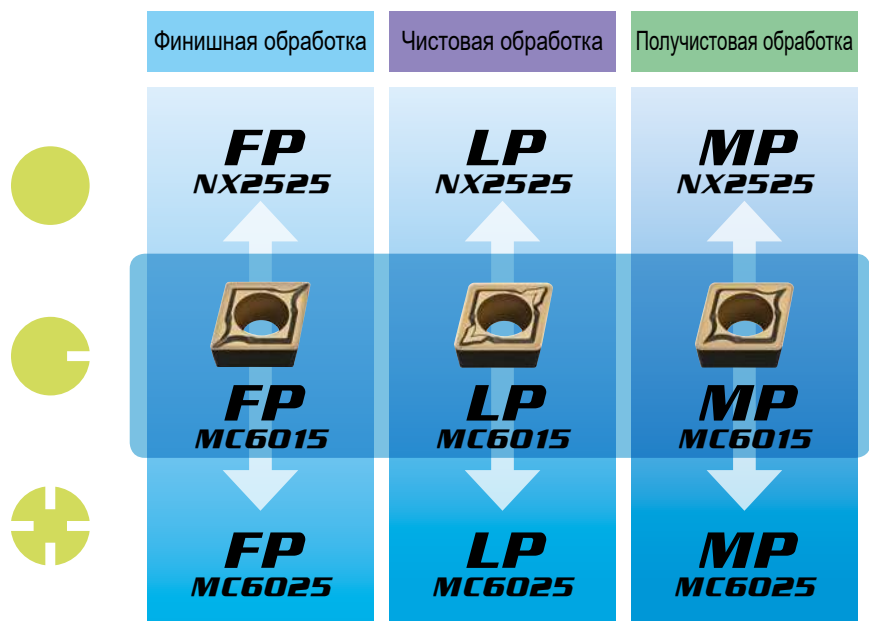 Финишная обработка
Чистовая обработка
Получистовая обработка
FP
NX2525
LP
NX2525
MP
NX2525
FP
MC6015
LP
MC6015
MP
MC6015
FP
MC6025
LP
MC6025
MP
MC6025